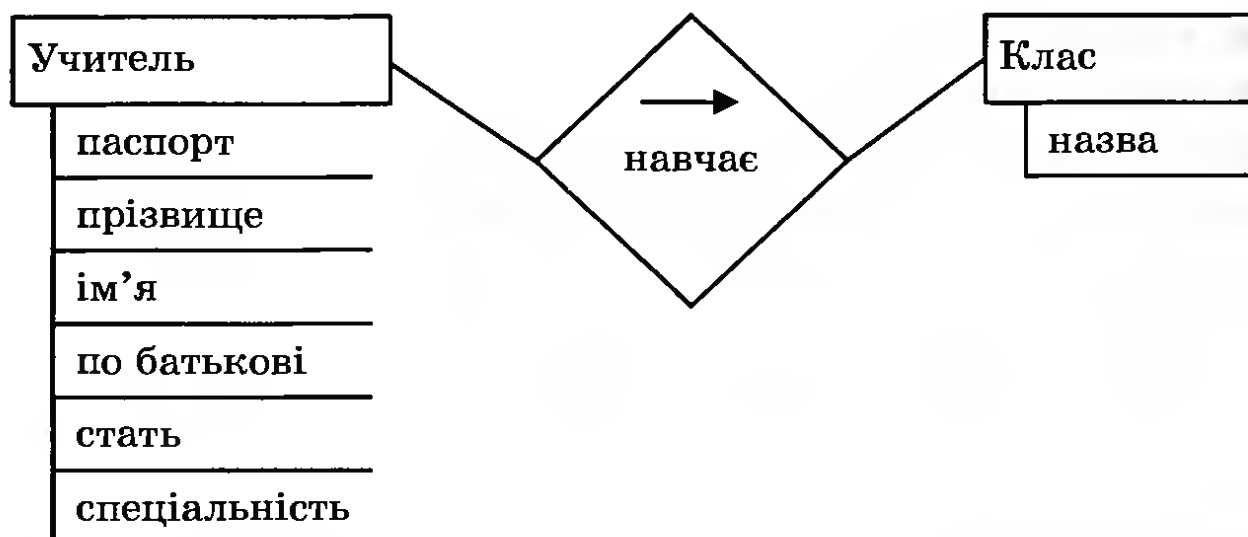 Учитель
паспорт
прізвище
ім’я
по батькові
стать
спеціальність
навчає
Клас
назва